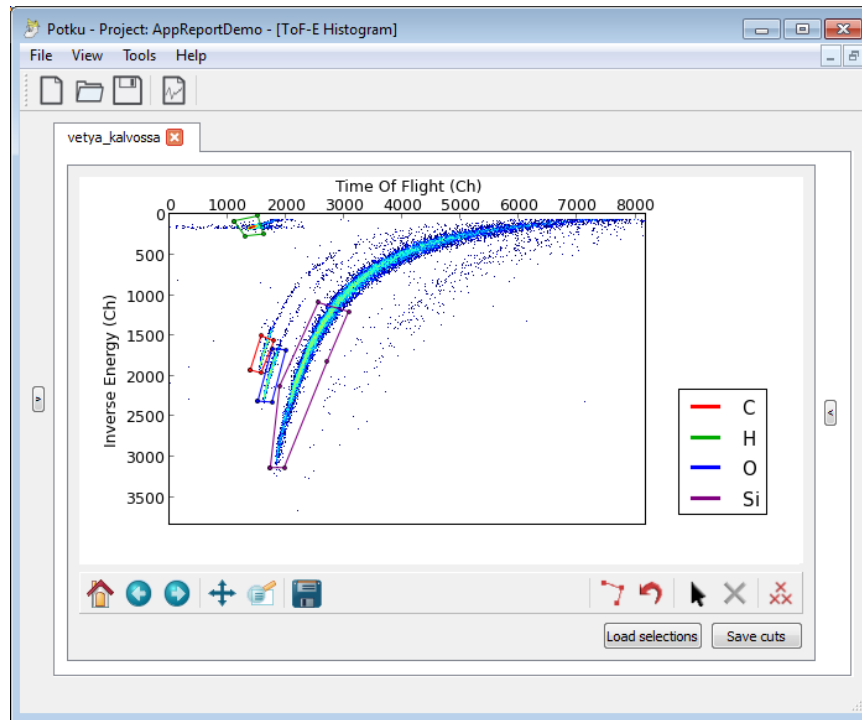 Potku - Project: AppReportDemo - [ToF-E Histogram]
File View Tools Help
vetya_kalvossa
Time Of Flight (Ch)
0 1000 2000 3000 4000 5000 6000 7000 8000
0
500
1000
1500
2000
2500
3000
3500
Inverse Energy (Ch)
C
H
O
Si
Load selections Save cuts